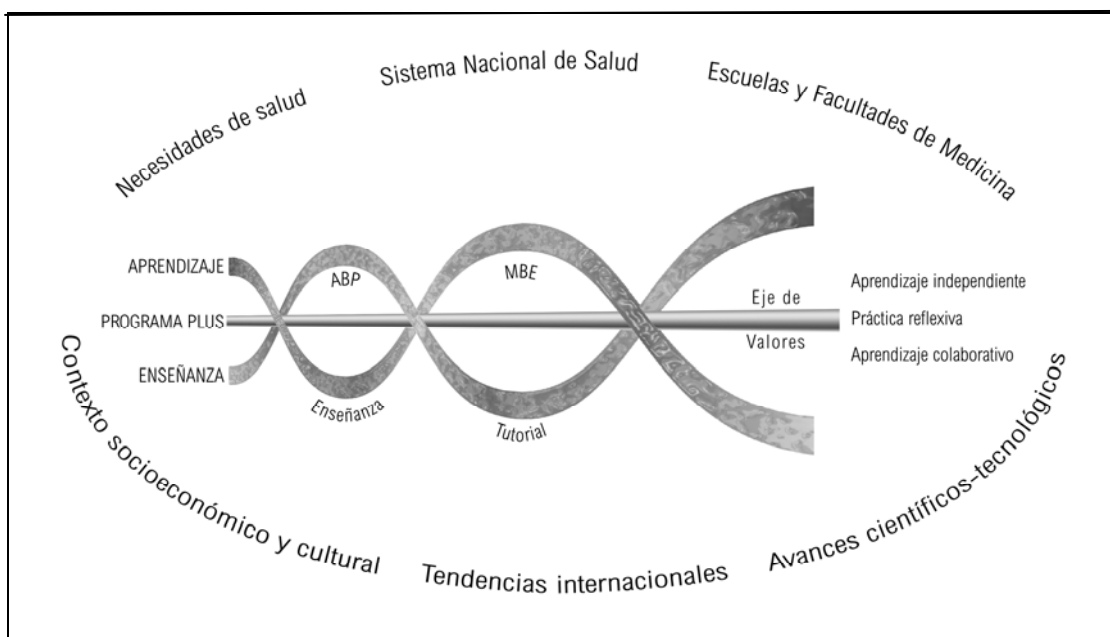 Necesidades de salud
Sistema Nacional de Salud
Escuelas y Facultades de Medicina
APRENDIZAJE
PROGRAMA PLUS
ENSEÑANZA
ABP
Enseñanza
MBE
Tutorial
Eje de
Valores
Aprendizaje independiente
Práctica reflexiva
Aprendizaje colaborativo
Contexto socioeconómico y cultural
Tendencias internacionales
Avances científicos-tecnológicos